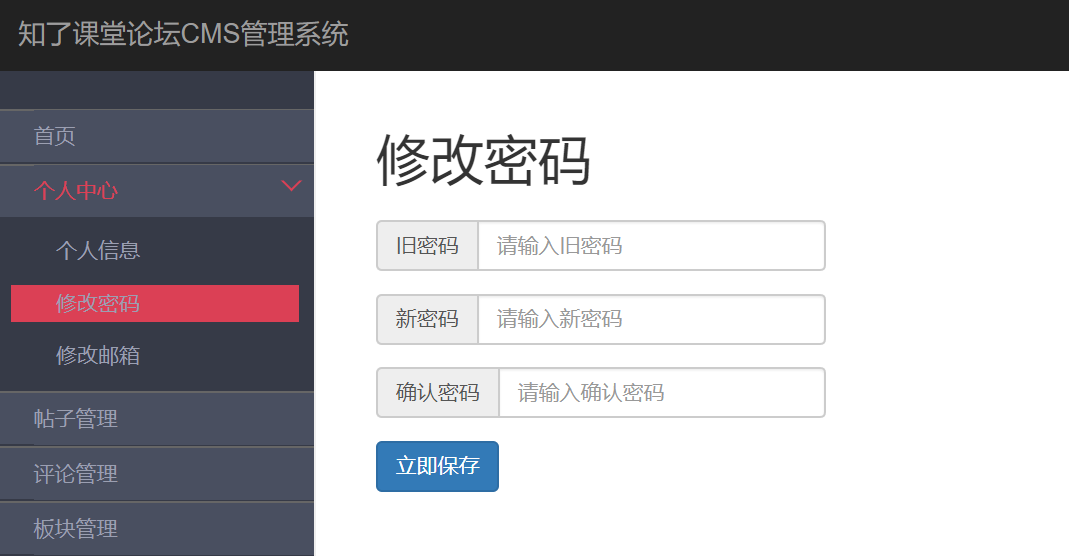 知了课堂论坛CMS管理系统
首页
个人中心
个人信息
修改密码
修改邮箱
帖子管理
评论管理
板块管理
修改密码
旧密码 请输入旧密码
新密码 请输入新密码
确认密码 请输入确认密码
立即保存